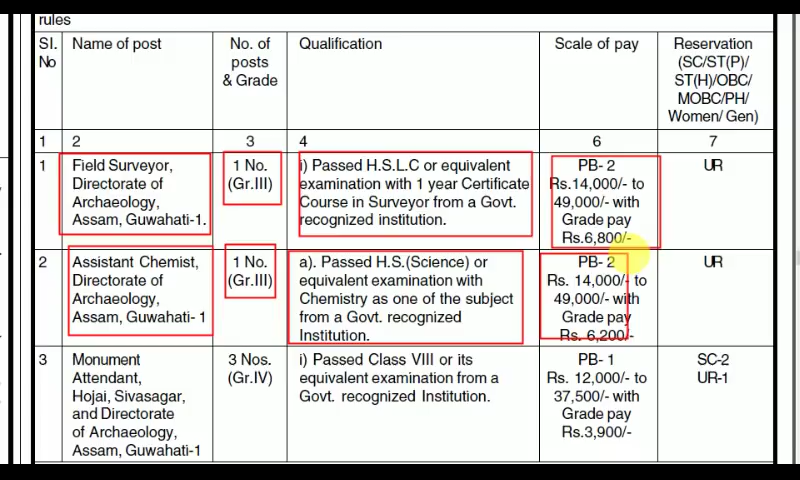 rules
Sl. No
Name of post
No. of posts & Grade
Qualification
Scale of pay
Reservation (SC/ST(P)/ ST(H)/OBC/ MOBC/PH/ Women/ Gen)
1 2 3 4 6 7
1
Field Surveyor,
Directorate of
Archaeology,
Assam, Guwahati-1.
1 No.
(Gr.III)
i) Passed H.S.L.C or equivalent
examination with 1 year Certificate
Course in Surveyor from a Govt.
recognized institution.
PB- 2
Rs.14,000/- to
49,000/- with
Grade pay
Rs.6,800/-
UR
2
Assistant Chemist,
Directorate of
Archaeology,
Assam, Guwahati- 1
1 No.
(Gr.III)
a). Passed H.S.(Science) or
equivalent examination with
Chemistry as one of the subject
from a Govt. recognized
Institution.
PB- 2
Rs. 14,000/- to
49,000/- with
Grade pay
Rs. 6,200/-
UR
3
Monument
Attendant,
Hojai, Sivasagar,
and Directorate
of Archaeology,
Assam, Guwahati-1
3 Nos.
(Gr.IV)
i) Passed Class VIII or its
equivalent examination from a
Govt. recognized Institution.
PB- 1
Rs. 12,000/- to
37,500/- with
Grade pay
Rs.3,900/-
SC-2
UR-1